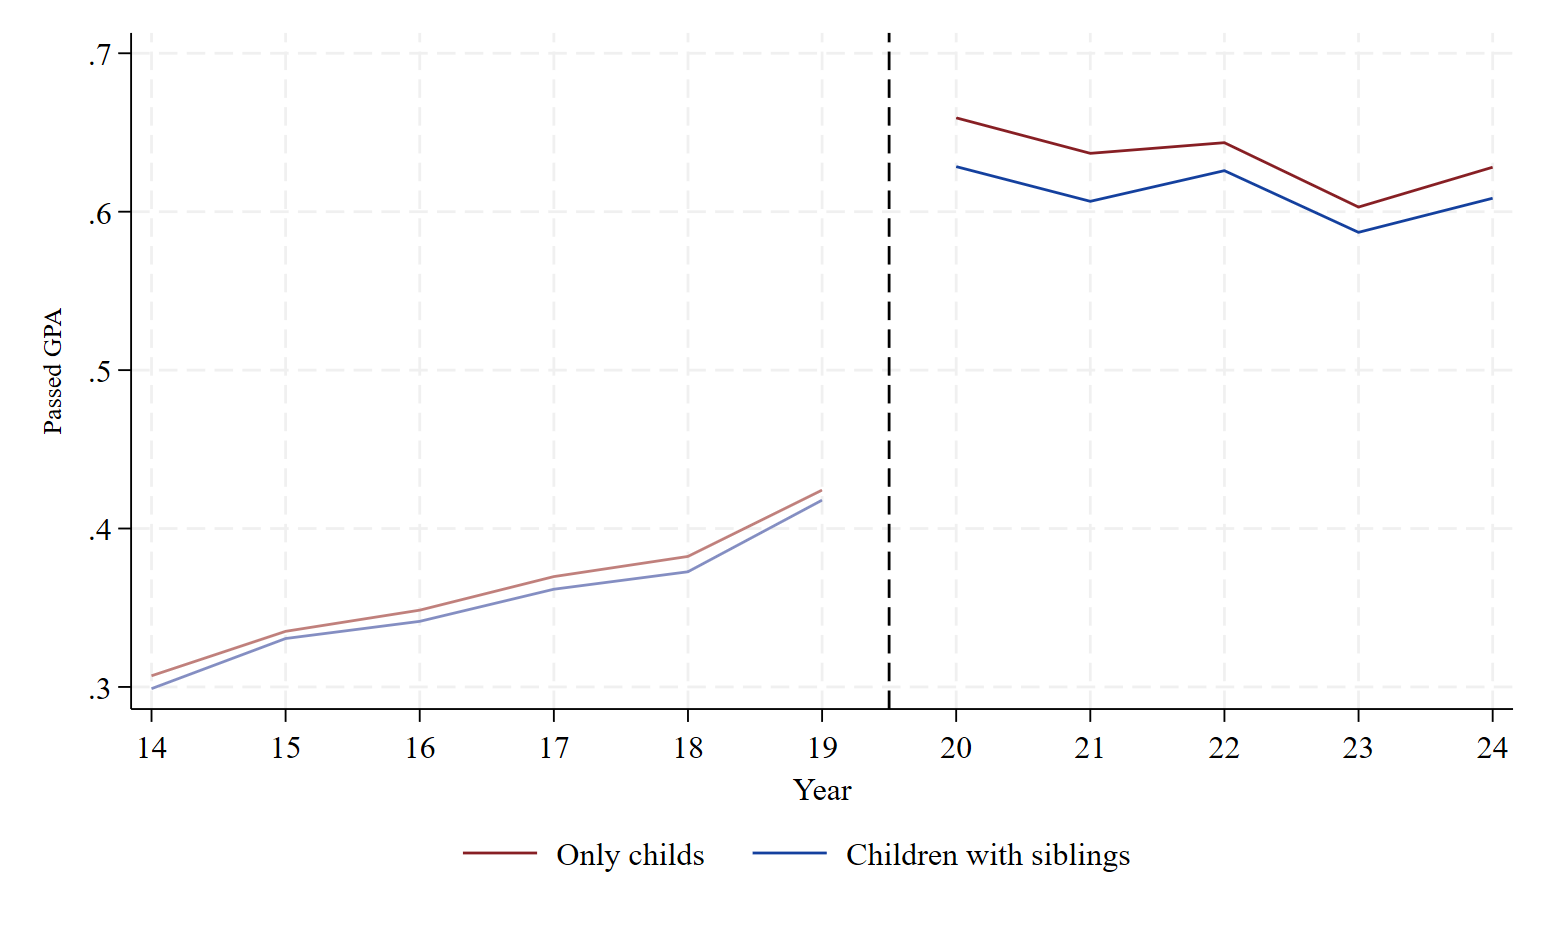 .7
.6
.5
.4
.3
Passed GPA
14 15 16 17 18 19 20 21 22 23 24
Year
Only childs Children with siblings